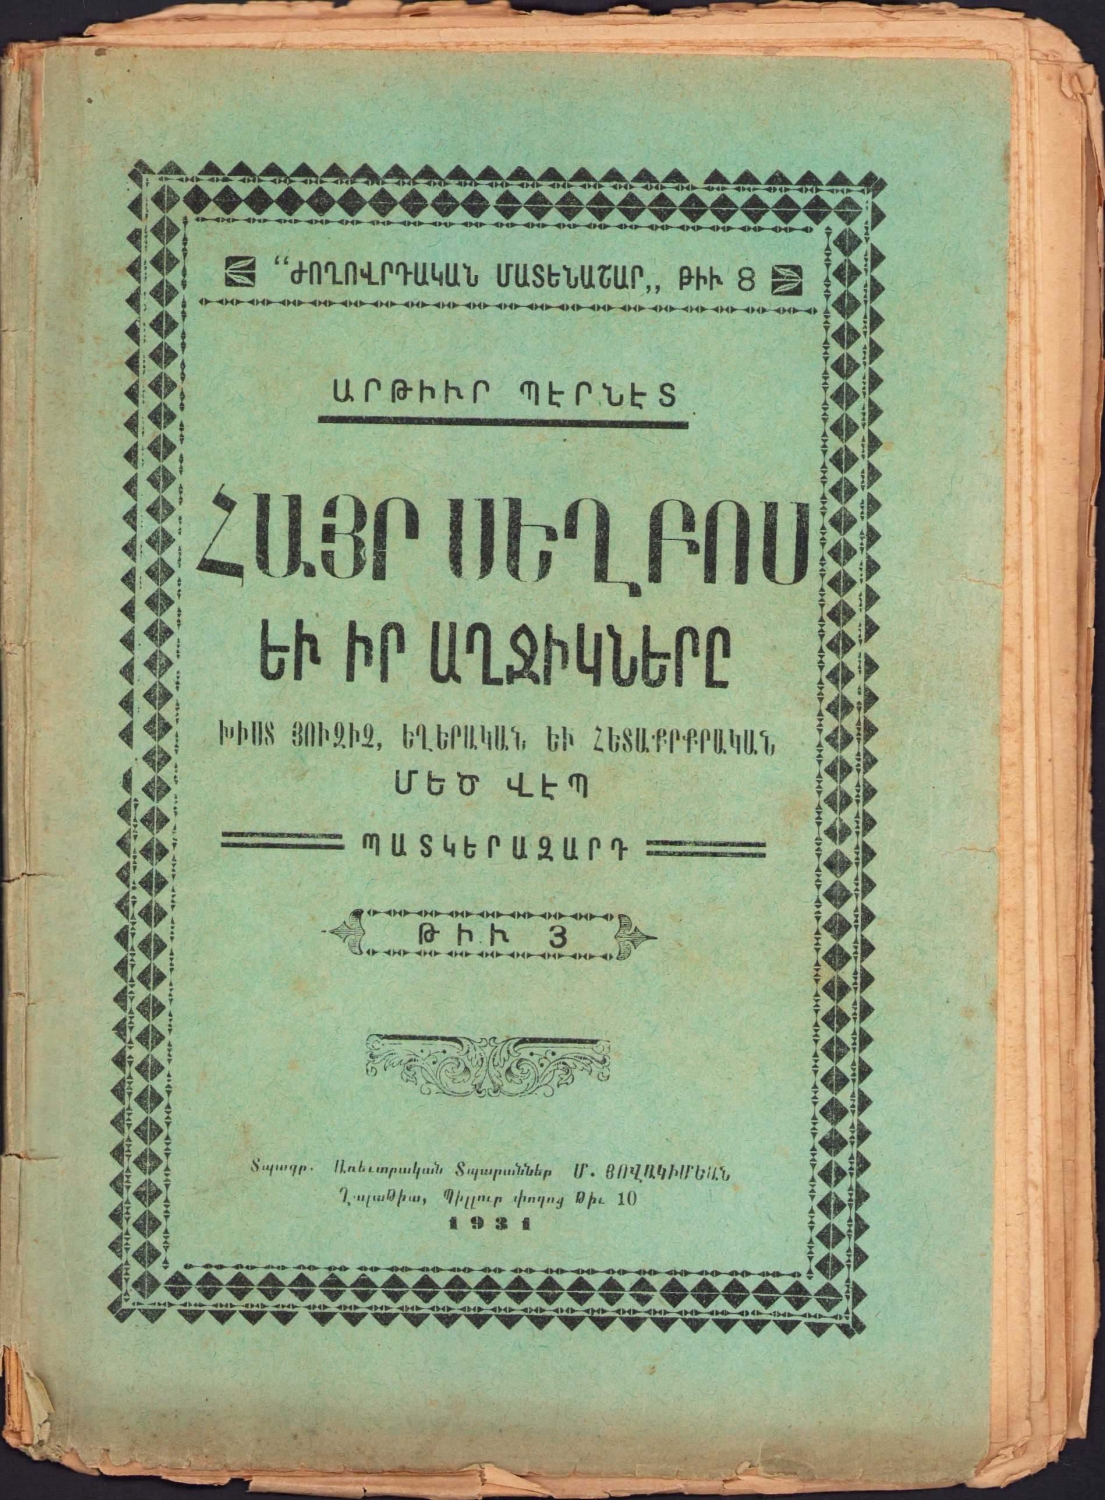 “ԺՈՂՈՎՐԴԱԿԱՆ ՄԱՏԵՆԱՇԱՐ,, ԹԻՒ 8
ԱՐԹԻՒՐ ՊԷՐՆԷՏ
ՀԱՅՐ ՍԵՂԲՈՍ
ԵՒ ԻՐ ԱՂՋԻԿՆԵՐԸ
ԽԻՍՏ ՅՈՒԶԻՉ, ԵՂԵՐԱԿԱՆ ԵՒ ՀԵՏԱՔՐՔՐԱԿԱՆ
ՄԵԾ ՎԷՊ
ՊԱՏԿԵՐԱԶԱՐԴ
ԹԻՒ 3
Տպագր. Առեւտրական Տպարաններ Մ. ՅՈՎԱԿԻՄԵԱՆ
Ղալաթիա, Պիլլուր փողոց Թիւ 10
1931